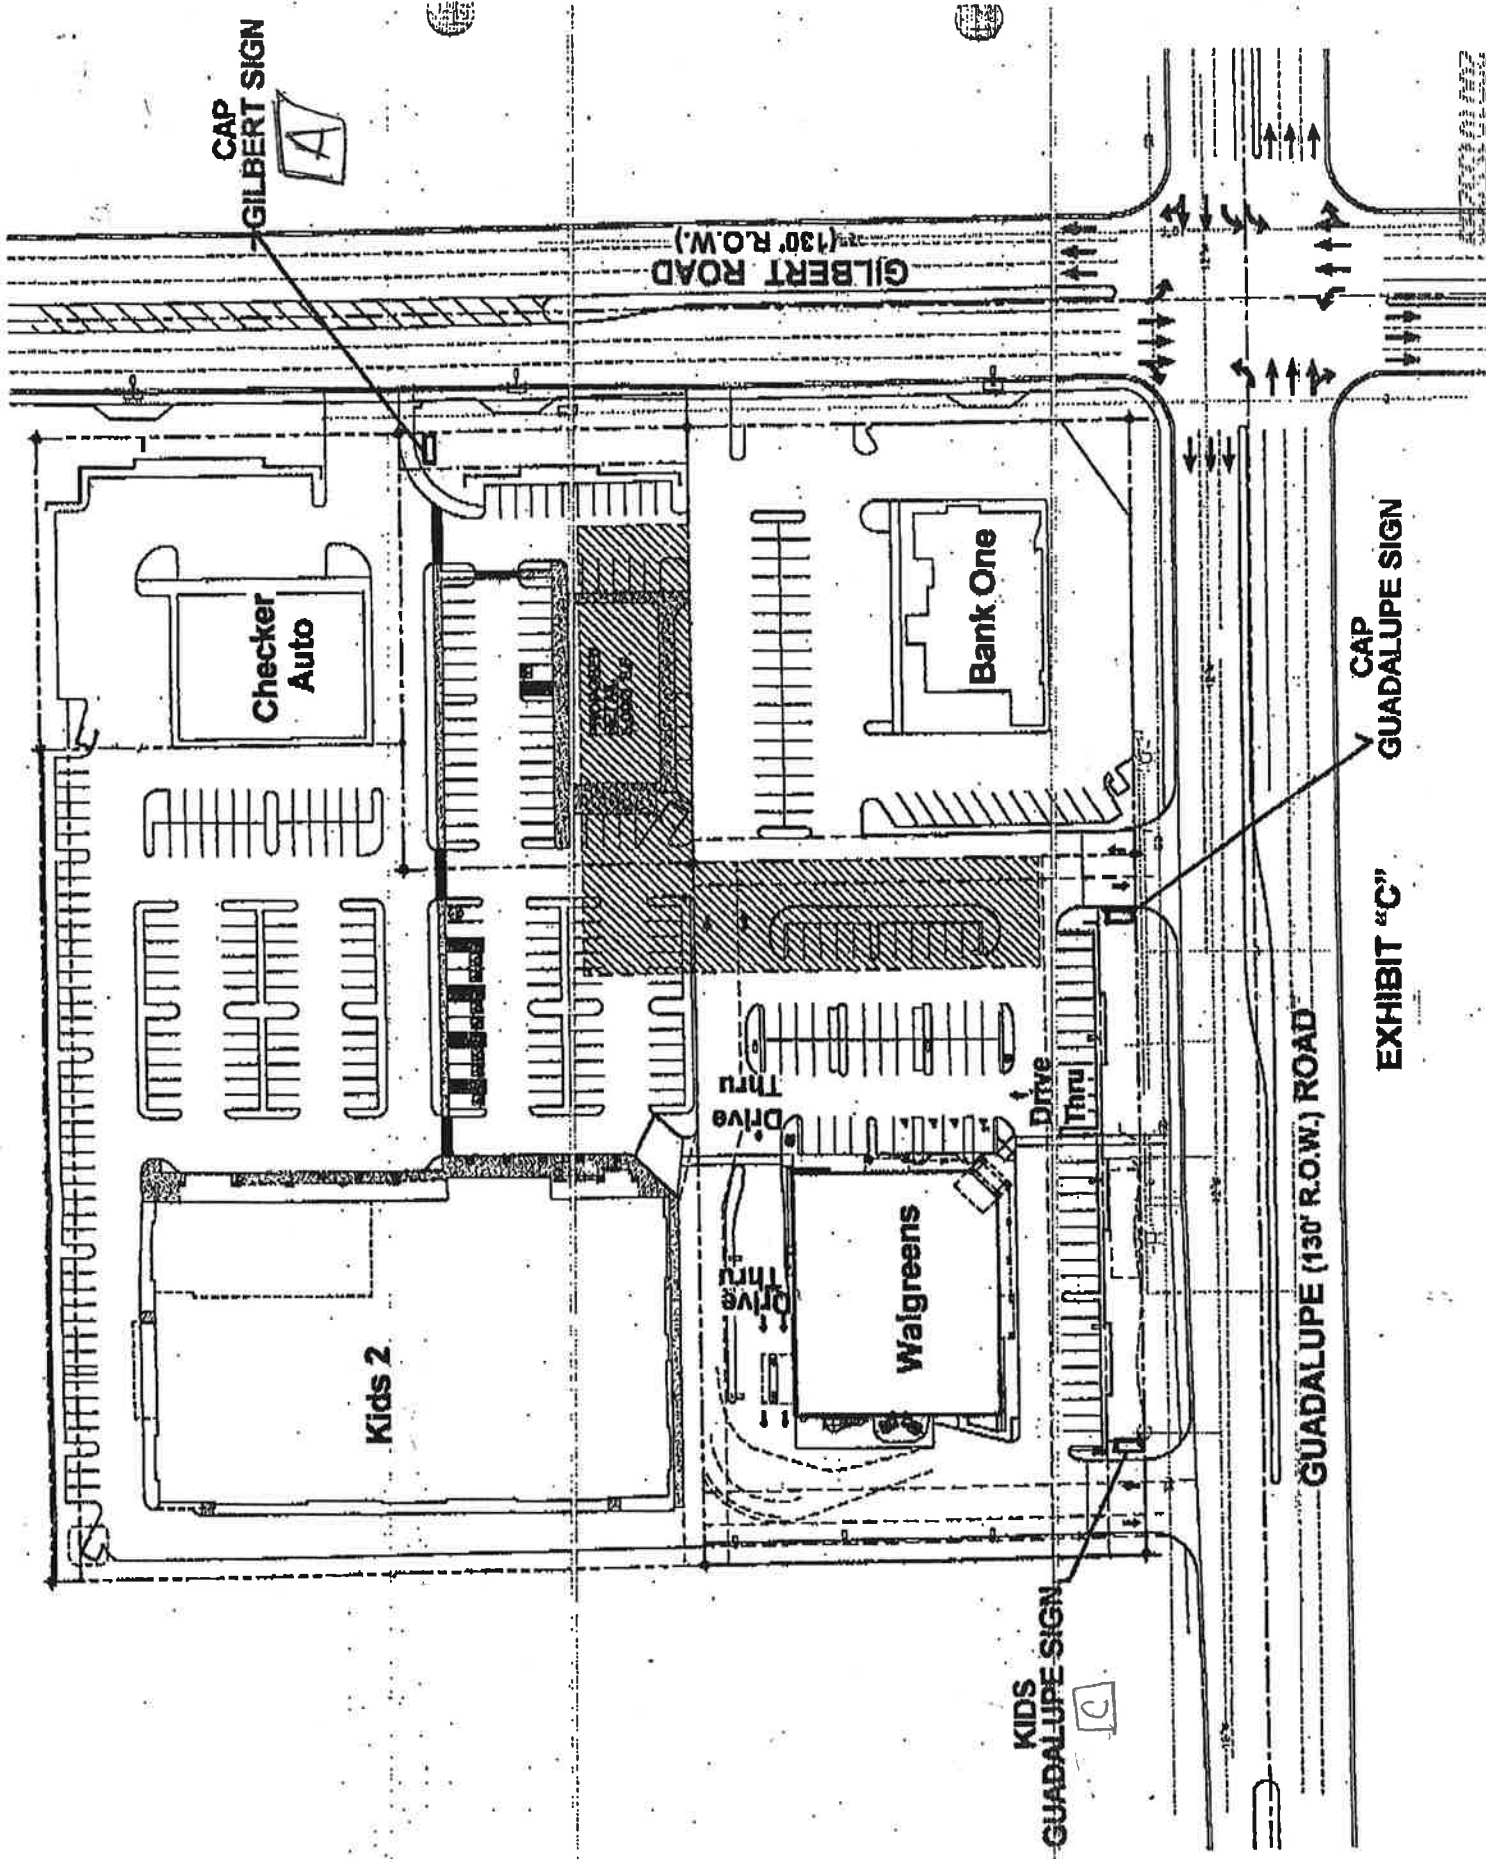 CAP
GILBERT SIGN
A
GILBERT ROAD
(130' R.O.W.)
Checker
Auto
Bank One
CAP
GUADALUPE SIGN
Kids 2
Drive
Thru
Drive
Thru
Drive
Thru
Walgreens
KIDS
GUADALUPE SIGN
C
GUADALUPE (130' R.O.W.) ROAD
EXHIBIT "C"